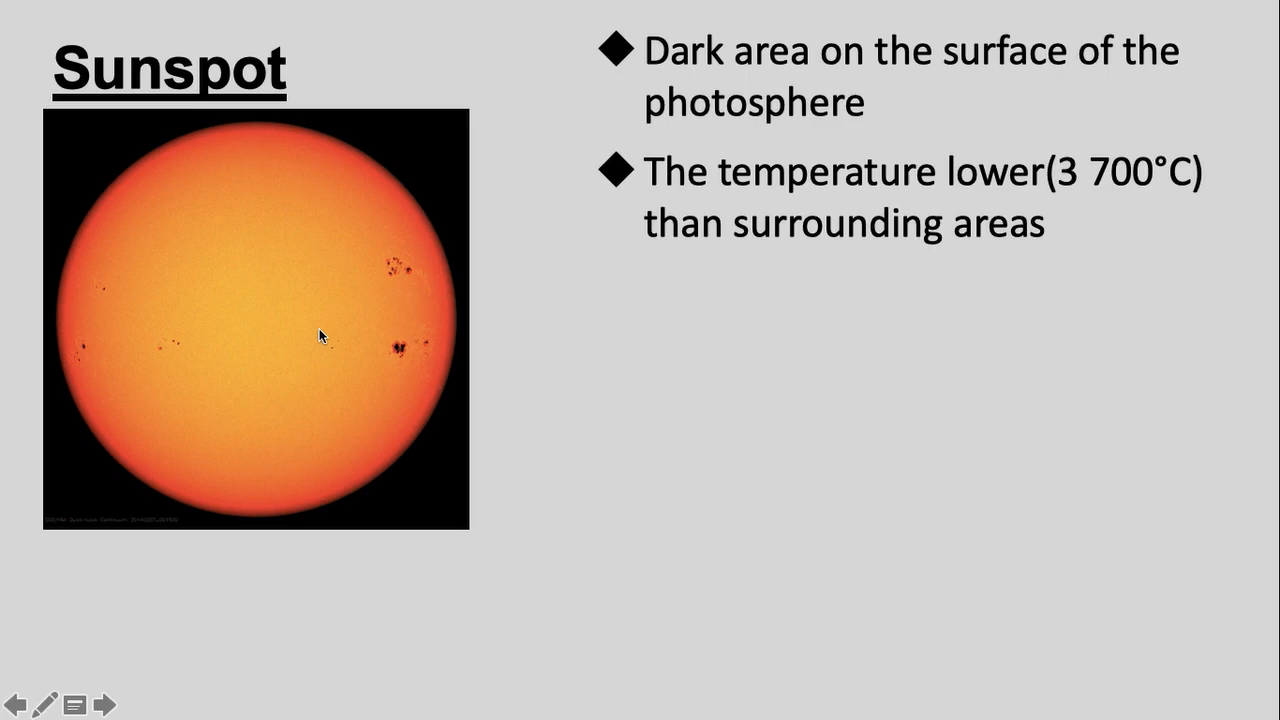 Sunspot
Dark area on the surface of the
photosphere
The temperature lower(3 700°C)
than surrounding areas